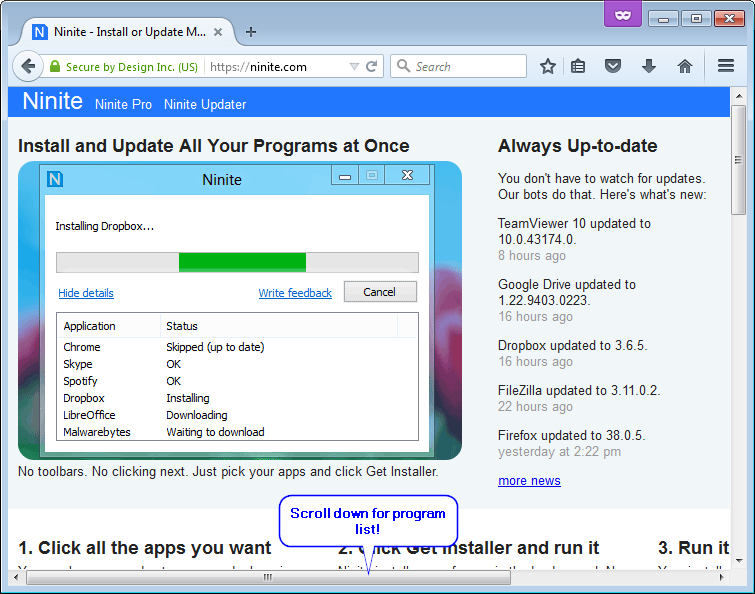 Ninite - Install or Update M...
Secure by Design Inc. (US)
https://ninite.com
Search
Ninite
Ninite Pro
Ninite Updater
Install and Update All Your Programs at Once
Ninite
Installing Dropbox...
Hide details
Write feedback
Cancel
Application Status
Chrome Skipped (up to date)
Skype OK
Spotify OK
Dropbox Installing
LibreOffice Downloading
Malwarebytes Waiting to download
No toolbars. No clicking next. Just pick your apps and click Get Installer.
Always Up-to-date
You don't have to watch for updates.
Our bots do that. Here's what's new:
TeamViewer 10 updated to
10.0.43174.0.
8 hours ago
Google Drive updated to
1.22.9403.0223.
16 hours ago
Dropbox updated to 3.6.5.
16 hours ago
FileZilla updated to 3.11.0.2.
22 hours ago
Firefox updated to 38.0.5.
yesterday at 2:22 pm
more news
Scroll down for program
list!
1. Click all the apps you want
2. Click Get Installer and run it
3. Run it